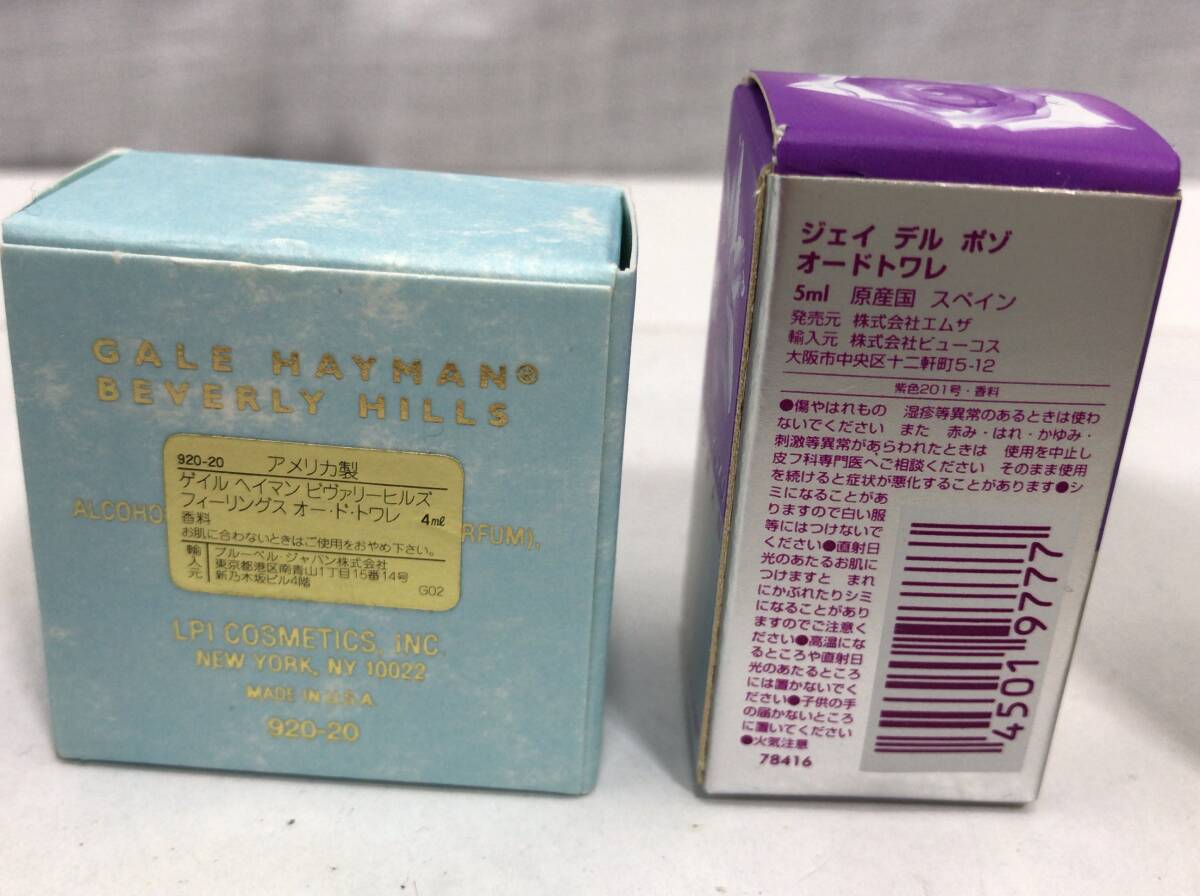 GALE HAYMAN®
BEVERLY HILLS
920-20 アメリカ製
ゲイル ヘイマン ビヴァリーヒルズ
フィーリングス オー・ド・トワレ 4ml
香料
お肌に合わないときはご使用をおやめ下さい。
輸入元
ブルーベル・ジャパン株式会社
東京都港区南青山1丁目15番14号
新乃木坂ビル4階
G02
ALCOHO
RFUM),
LPI COSMETICS, INC.
NEW YORK, NY 10022
MADE IN U.S.A.
920-20
ジェイ デル ポゾ
オードトワレ
5ml 原産国 スペイン
発売元 株式会社エムザ
輸入元 株式会社ビューコス
大阪市中央区十二軒町5-12
紫色201号・香料
●傷やはれもの 湿疹等異常のあるときは使わ
ないでください また 赤み・はれ・かゆみ・
刺激等異常があらわれたときは 使用を中止し
皮フ科専門医へご相談ください そのまま使用
を続けると症状が悪化することがあります●シ
ミになることがあ
りますので白い服
等にはつけないで
ください●直射日
光のあたるお肌に
つけますと まれ
にかぶれたりシミ
になることがあり
ますのでご注意く
ださい●高温にな
るところや直射日
光のあたるところ
には置かないでく
ださい●子供の手
の届かないところ
に置いてください
●火気注意
78416
4501 9777